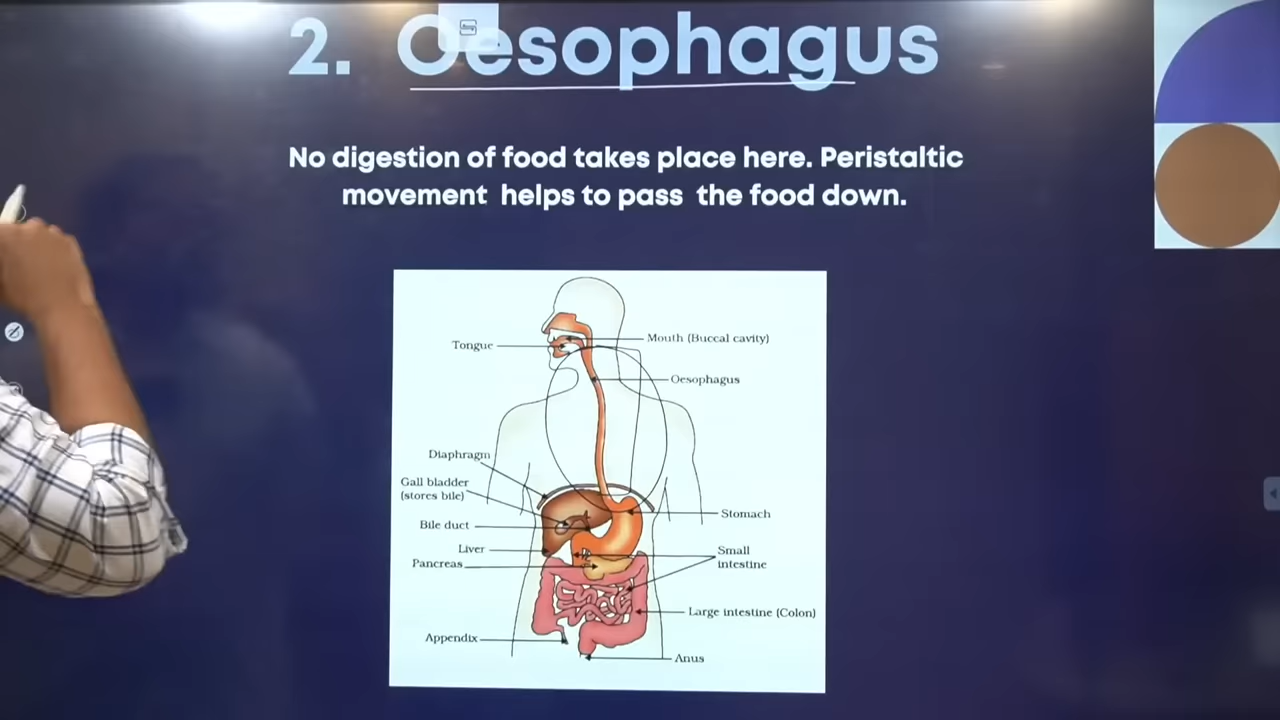 2. Oesophagus
No digestion of food takes place here. Peristaltic
movement helps to pass the food down.
Mouth (Buccal cavity)
Tongue
Oesophagus
Diaphragm
Gall bladder
(stores bile)
Stomach
Bile duct
Liver
Small
intestine
Pancreas
Large intestine (Colon)
Appendix
Anus